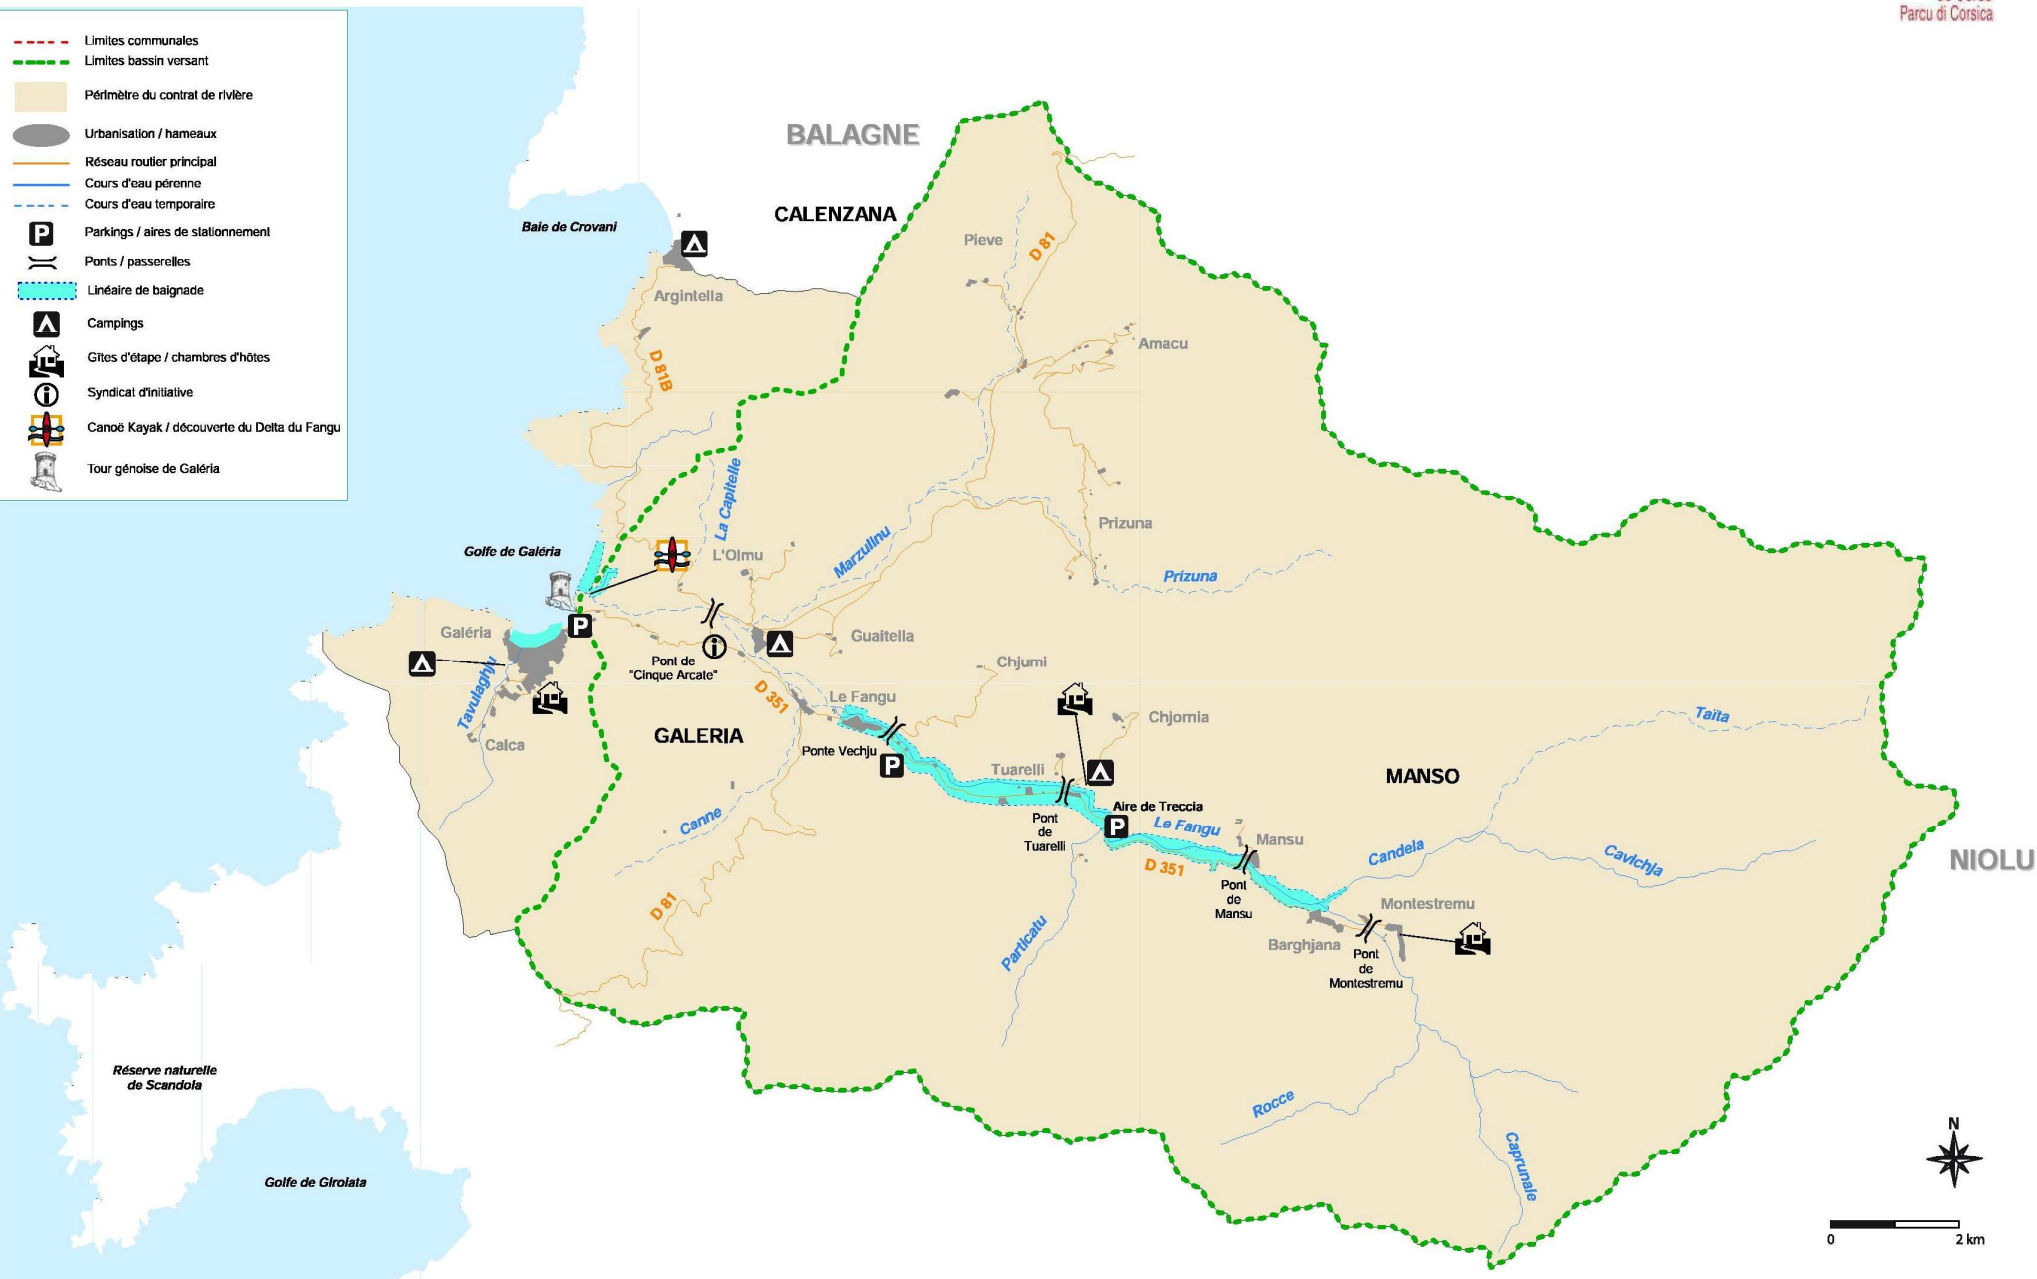 Parcu di Corsica
Limites communales
Limites bassin versant
Périmètre du contrat de rivière
Urbanisation / hameaux
Réseau routier principal
Cours d'eau pérenne
Cours d'eau temporaire
P
Parkings / aires de stationnement
Ponts / passerelles
Linéaire de baignade
Campings
Gîtes d'étape / chambres d'hôtes
i
Syndicat d'initiative
Canoë Kayak / découverte du Delta du Fangu
Tour génoise de Galéria
BALAGNE
CALENZANA
Baie de Crovani
Pieve
D 81
Argintella
Amacu
D 81B
La Capitelle
Marzulinu
Prizuna
Golfe de Galéria
L'Olmu
Prizuna
Galéria
P
Guaitella
i
Pont de
"Cinque Arcate"
Chjumi
Tavulaghju
D 351
Le Fangu
Chjornia
Taïta
Calca
GALERIA
Ponte Vechju
P
Tuarelli
MANSO
Aire de Treccia
P
Canne
Pont
de
Tuarelli
Le Fangu
Mansu
Candela
Cavichja
NIOLU
D 351
Pont
de
Mansu
D 81
Particatu
Montestremu
Barghjana
Pont
de
Montestremu
Réserve naturelle
de Scandola
Rocce
Caprunale
Golfe de Girolata
N
0 2 km